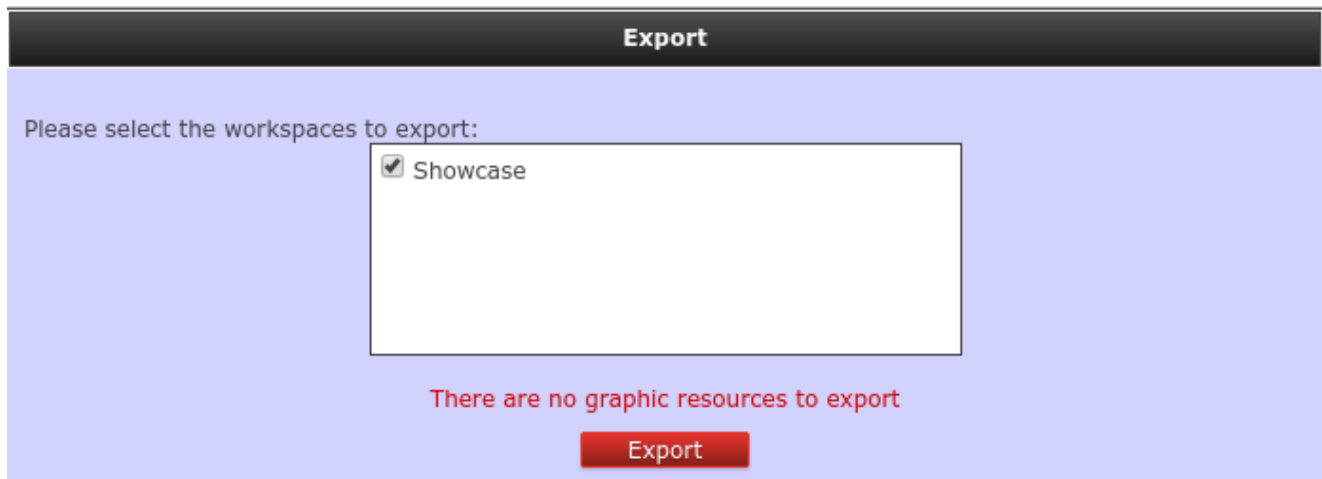 Export
Please select the workspaces to export:
Showcase
There are no graphic resources to export
Export